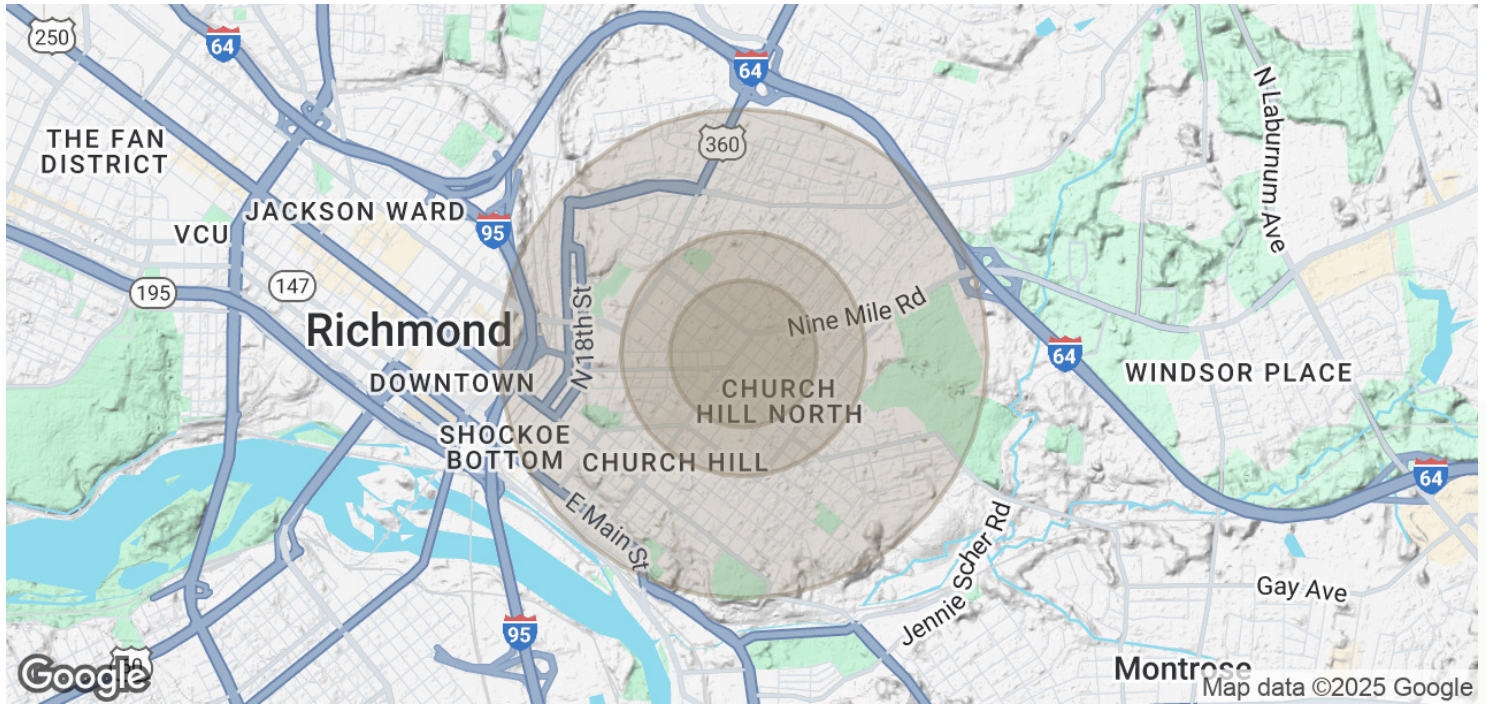 250
64
64
N Laburnum Ave
THE FAN
DISTRICT
360
JACKSON WARD
VCU
95
195
147
N 18th St
Nine Mile Rd
Richmond
64
DOWNTOWN
CHURCH
HILL NORTH
WINDSOR PLACE
SHOCKOE
BOTTOM
CHURCH HILL
64
E Main St
Jennie Scher Rd
Gay Ave
95
Montrose
Google
Map data ©2025 Google